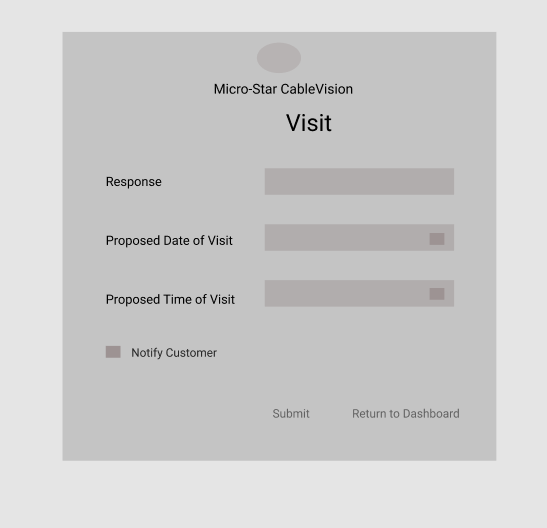 Micro-Star CableVision
Visit
Response
Proposed Date of Visit
Proposed Time of Visit
Notify Customer
Submit Return to Dashboard